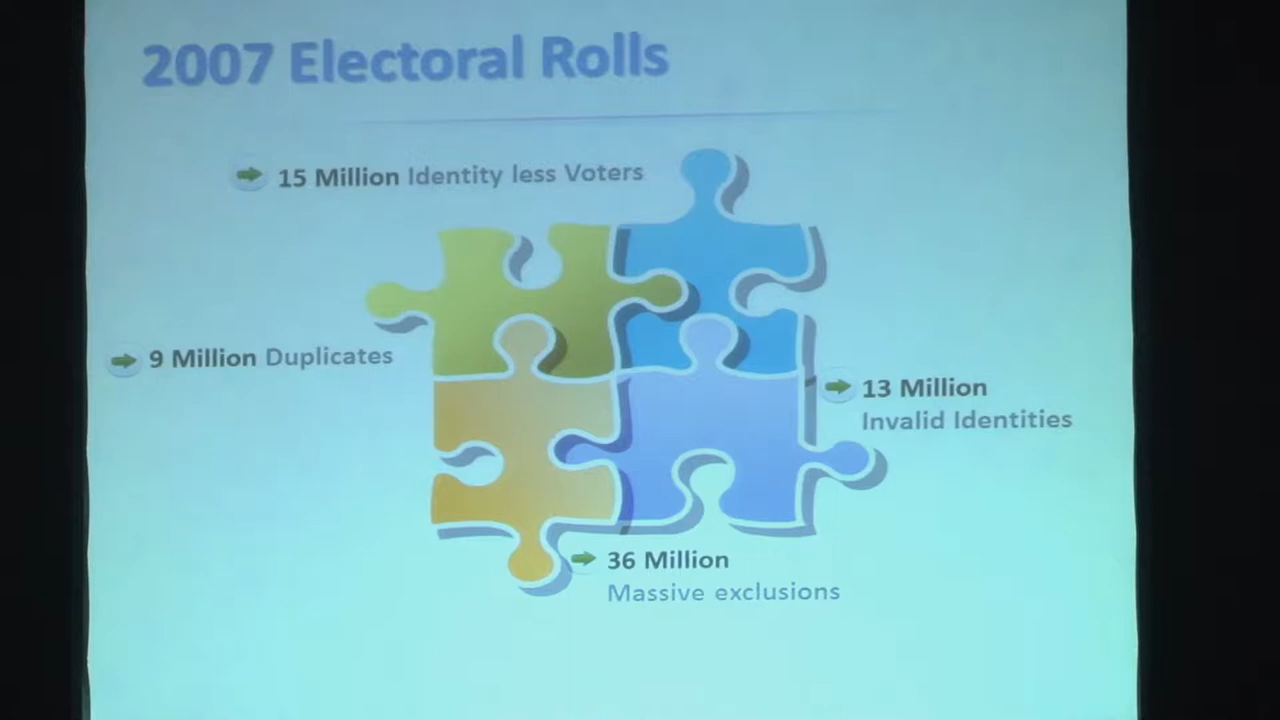 2007 Electoral Rolls
15 Million Identity less Voters
9 Million Duplicates
13 Million
Invalid Identities
36 Million
Massive exclusions